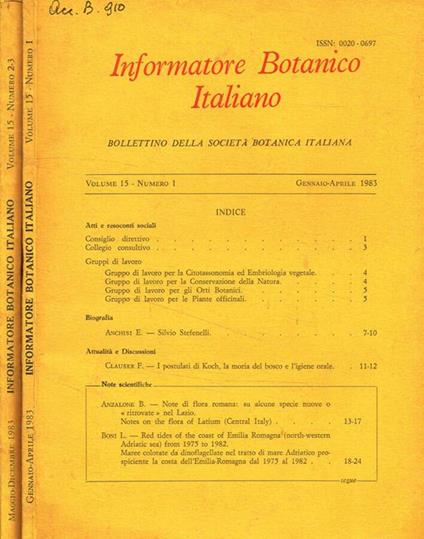 Acc. B. 910
ISSN: 0020 - 0697
Informatore Botanico
Italiano
BOLLETTINO DELLA SOCIETÀ BOTANICA ITALIANA
VOLUME 15 - NUMERO 1 GENNAIO-APRILE 1983
INDICE
Atti e resoconti sociali
Consiglio direttivo . . . . . . . . . . . . . 1
Collegio consultivo . . . . . . . . . . . . . 3
Gruppi di lavoro
Gruppo di lavoro per la Citotassonomia ed Embriologia vegetale. . 4
Gruppo di lavoro per la Conservazione della Natura. . . . 4
Gruppo di lavoro per gli Orti Botanici. . . . . . . 5
Gruppo di lavoro per le Piante officinali. . . . . . . 5
Biografia
ANCHISI E. — Silvio Stefenelli. . . . . . . . . 7-10
Attualità e Discussioni
CLAUSER F. — I postulati di Koch, la moria del bosco e l'igiene orale. . 11-12
Note scientifiche
ANZALONE B. — Note di flora romana: su alcune specie nuove o
« ritrovate » nel Lazio.
Notes on the flora of Latium (Central Italy) . . . . 13-17
BONI L. — Red tides of the coast of Emilia Romagna (north-western
Adriatic sea) from 1975 to 1982.
Maree colorate da dinoflagellate nel tratto di mare Adriatico pro-
spiciente la costa dell'Emilia-Romagna dal 1975 al 1982 . . 18-24
segue
MAGGIO-DICEMBRE 1983 INFORMATORE BOTANICO ITALIANO VOLUME 15 - NUMERO 2-3
GENNAIO-APRILE 1983 INFORMATORE BOTANICO ITALIANO VOLUME 15 - NUMERO 1